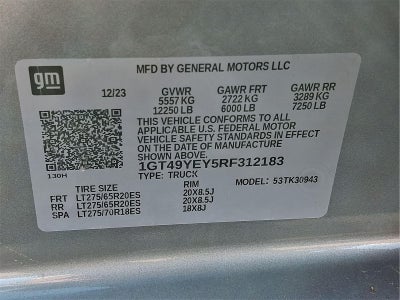 gm
MFD BY GENERAL MOTORS LLC
12/23 GVWR GAWR FRT GAWR RR
5557 KG 2722 KG 3289 KG
12250 LB 6000 LB 7250 LB
THIS VEHICLE CONFORMS TO ALL
APPLICABLE U.S. FEDERAL MOTOR
VEHICLE SAFETY STANDARDS IN EFFECT
ON THE DATE OF MANUFACTURE
SHOWN ABOVE.
1GT49YEY5RF312183
130H TYPE: TRUCK
MODEL: 53TK30943
TIRE SIZE RIM
FRT LT275/65R20ES 20X8.5J
RR LT275/65R20ES 20X8.5J
SPA LT275/70R18ES 18X8J